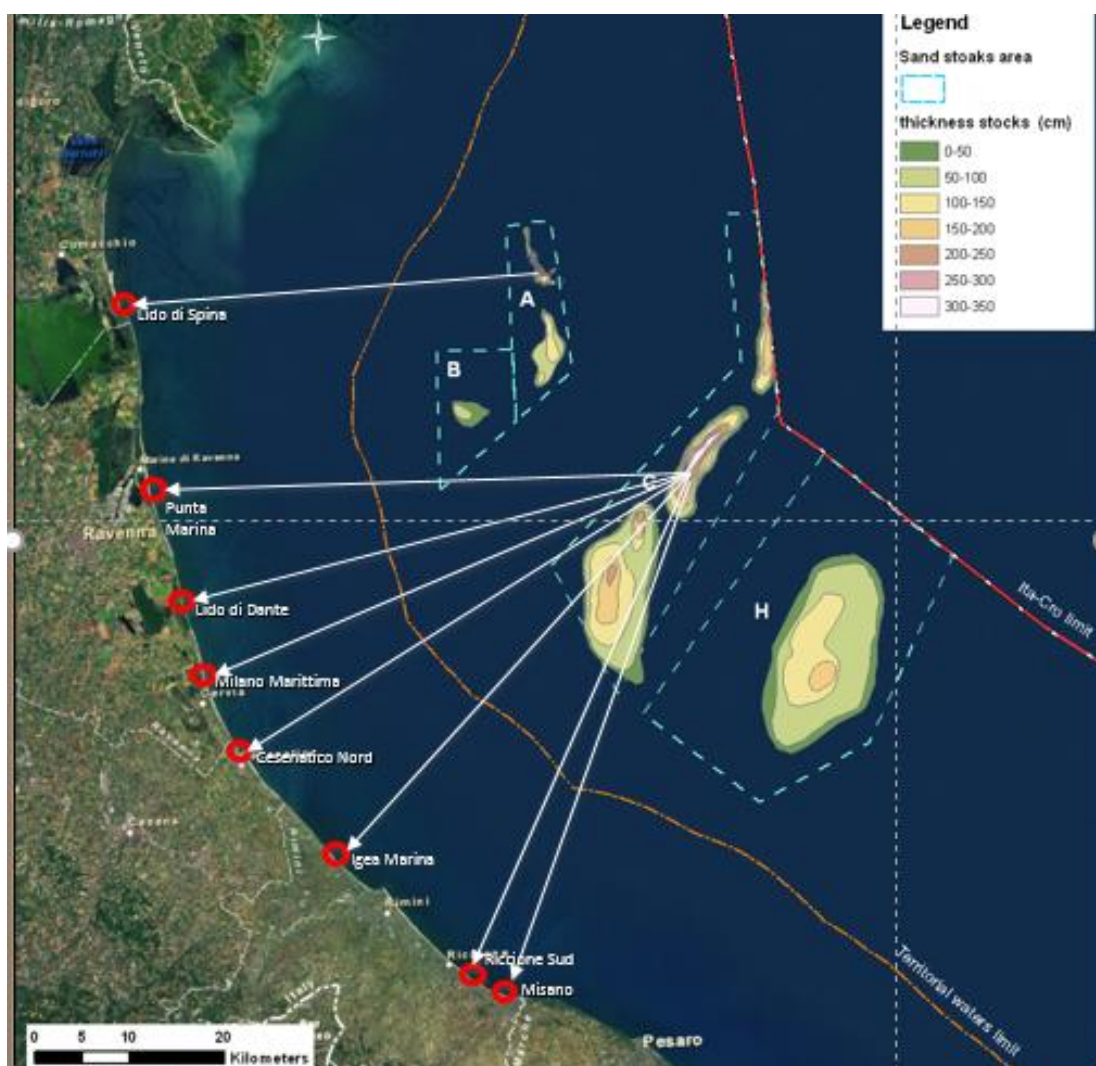 Legend
Sand stoaks area
thickness stocks (cm)
0-50
50-100
100-150
150-200
200-250
250-300
300-350
Veneto
Comacchio
Lido di Spina
A
B
Marina di Ravenna
Punta
Marina
Ravenna
C
Lido di Dante
H
Ita-Cro limit
Milano Marittima
Cervia
Cesenatico Nord
Cesena
Rimini
Igea Marina
Rimini
Riccione
Riccione Sud
Misano
Territorial waters limit
Pesaro
0 5 10 20
Kilometers